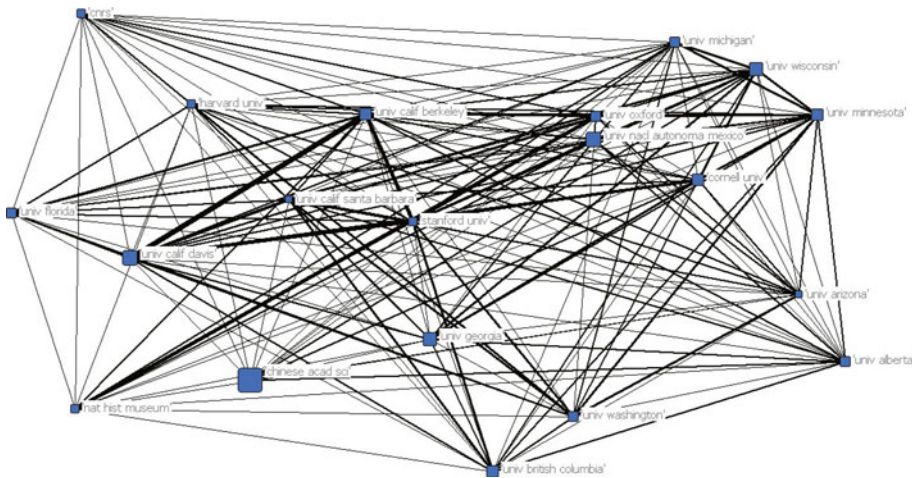 'cnrs'
'univ michigan'
'univ wisconsin'
'harvard univ'
'univ calif berkeley'
'univ oxford'
'univ minnesota'
'univ nacl autonoma mexico
'cornell univ'
'univ calif santa barbara'
'univ florida'
'stanford univ'
'univ calif davis'
'univ arizona'
'univ georgia'
'univ alberta'
'chinese acad sci'
'nat hist museum'
'univ washington'
'univ british columbia'